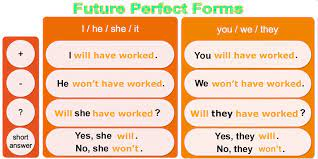 Future Perfect Forms
I / he / she / it
you / we / they
+
I will have worked.
You will have worked.
-
He won't have worked.
We won't have worked.
?
Will she have worked?
Will they have worked?
short
answer
Yes, she will.
No, she won't.
Yes, they will.
No, they won't.